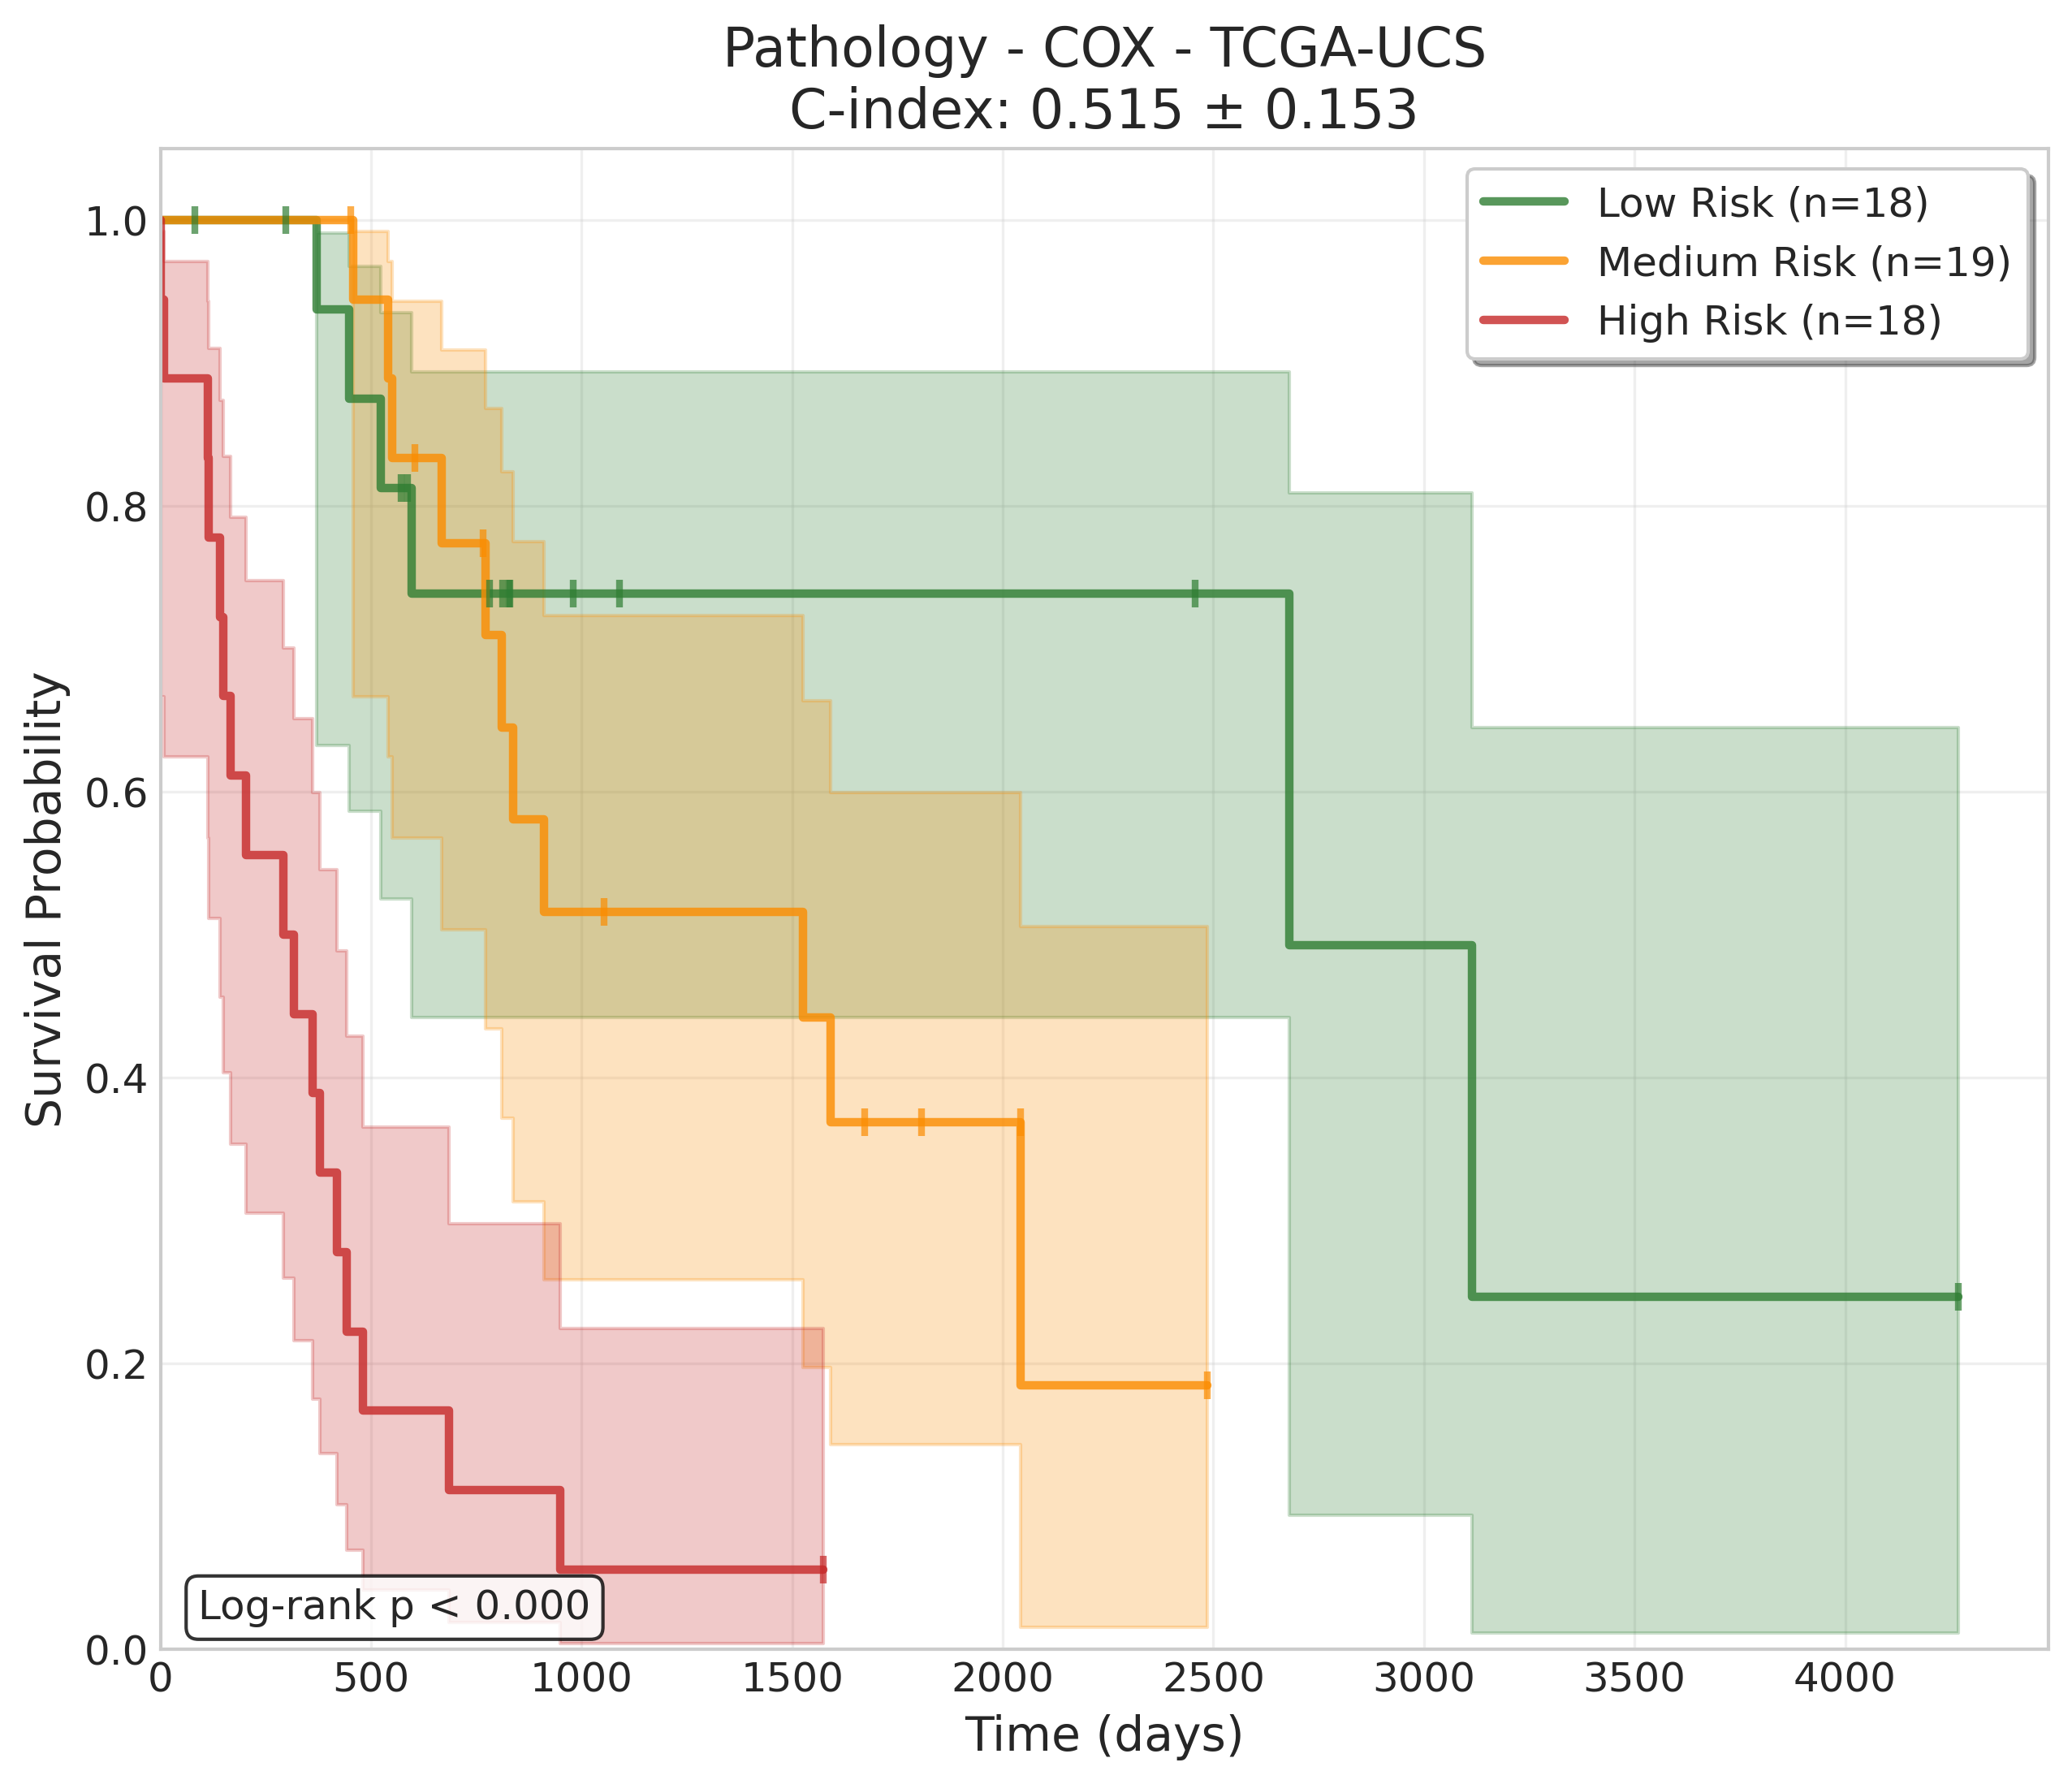 Pathology - COX - TCGA-UCS
C-index: 0.515 ± 0.153
Low Risk (n=18)
Medium Risk (n=19)
High Risk (n=18)
Survival Probability
1.0
0.8
0.6
0.4
0.2
0.0
Log-rank p < 0.000
0 500 1000 1500 2000 2500 3000 3500 4000
Time (days)